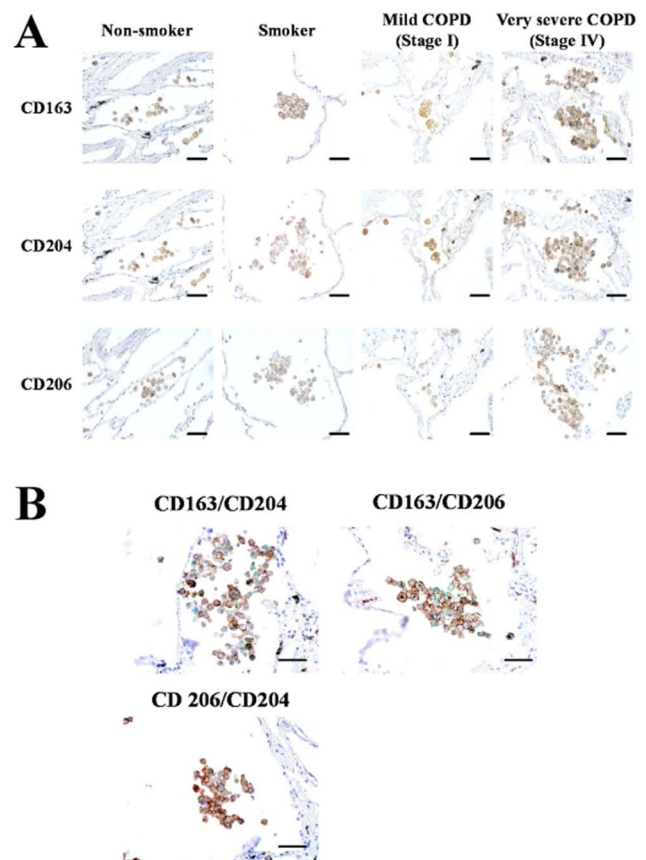 A
Non-smoker
Smoker
Mild COPD
(Stage I)
Very severe COPD
(Stage IV)
CD163
CD204
CD206
B
CD163/CD204
CD163/CD206
CD 206/CD204